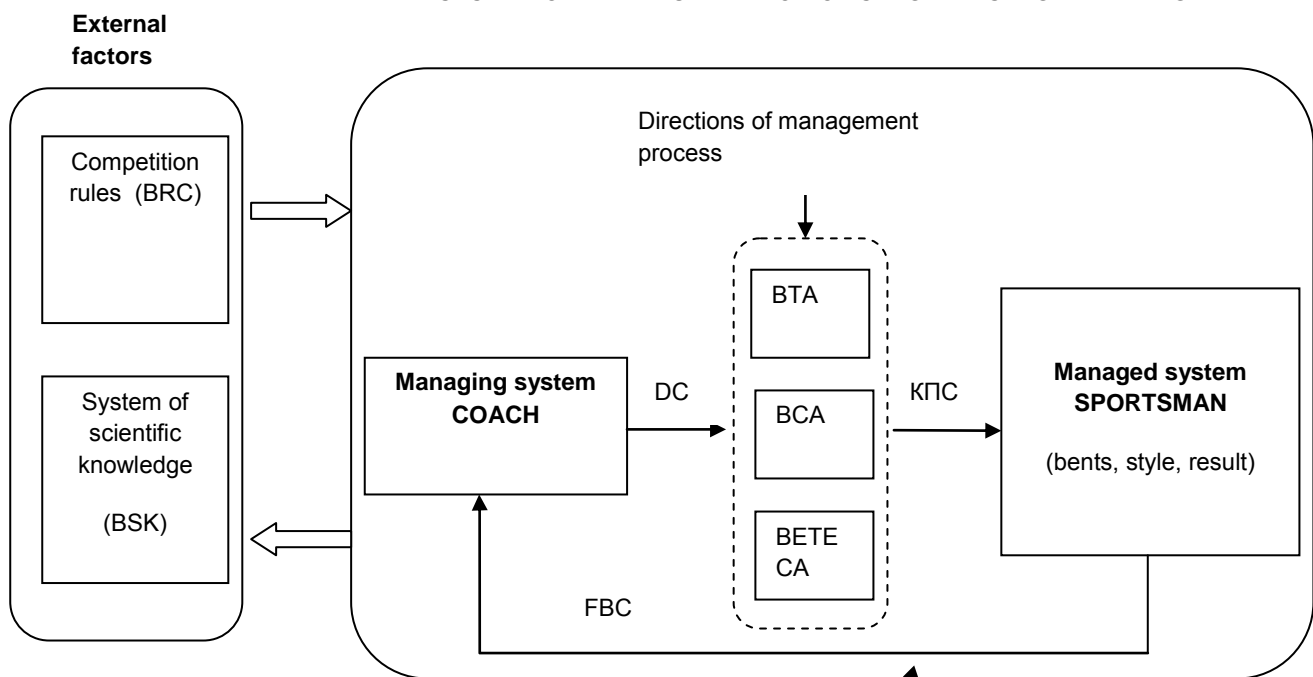 External
factors
Competition
rules (BRC)
System of
scientific
knowledge
(BSK)
Directions of management
process
Managing system
COACH
DC
BTA
BCA
BETE
CA
КПС
Managed system
SPORTSMAN
(bents, style, result)
FBC